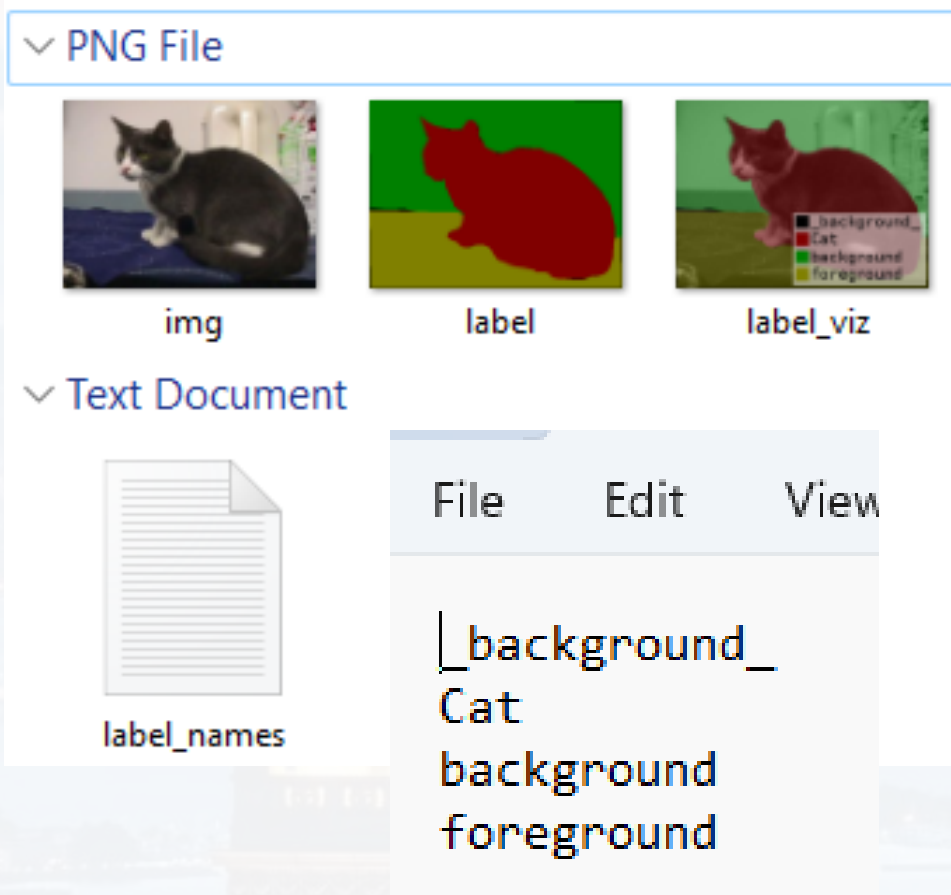 PNG File
_background_
Cat
background
foreground
img
label
label_viz
Text Document
label_names
File Edit View
_background_
Cat
background
foreground